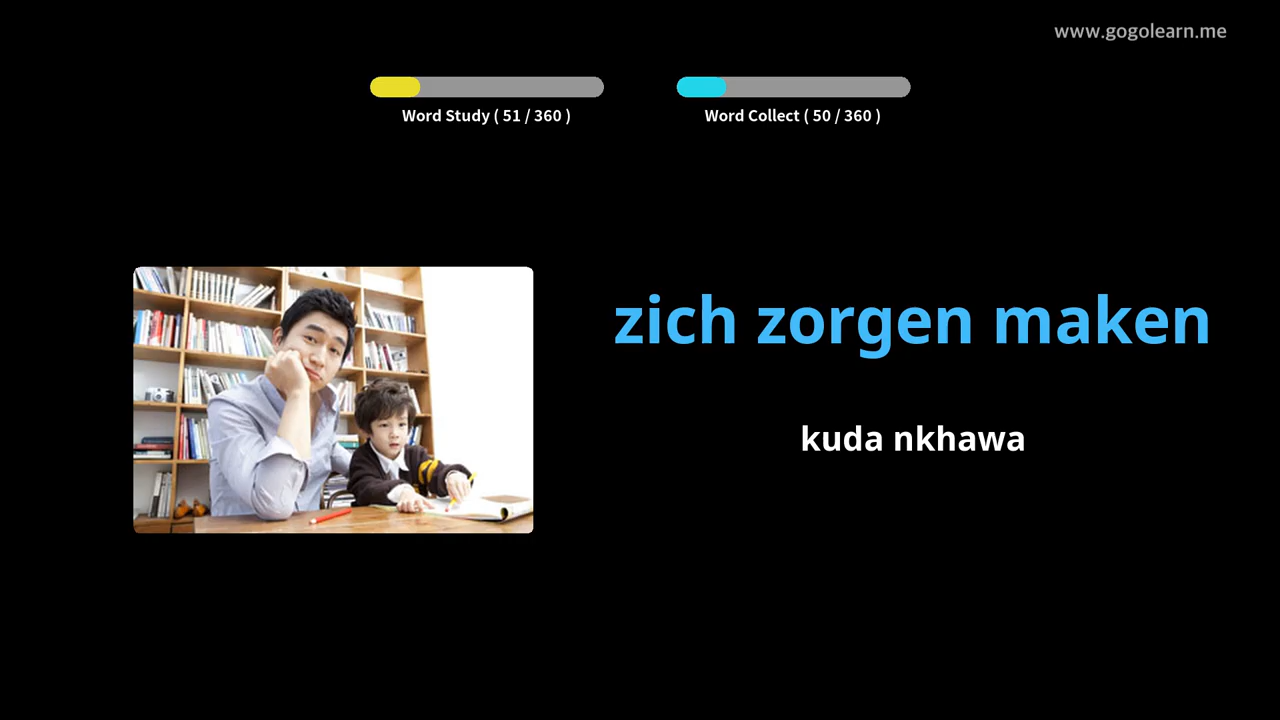 www.gogolearn.me
Word Study ( 51 / 360 )
Word Collect ( 50 / 360 )
zich zorgen maken
kuda nkhawa